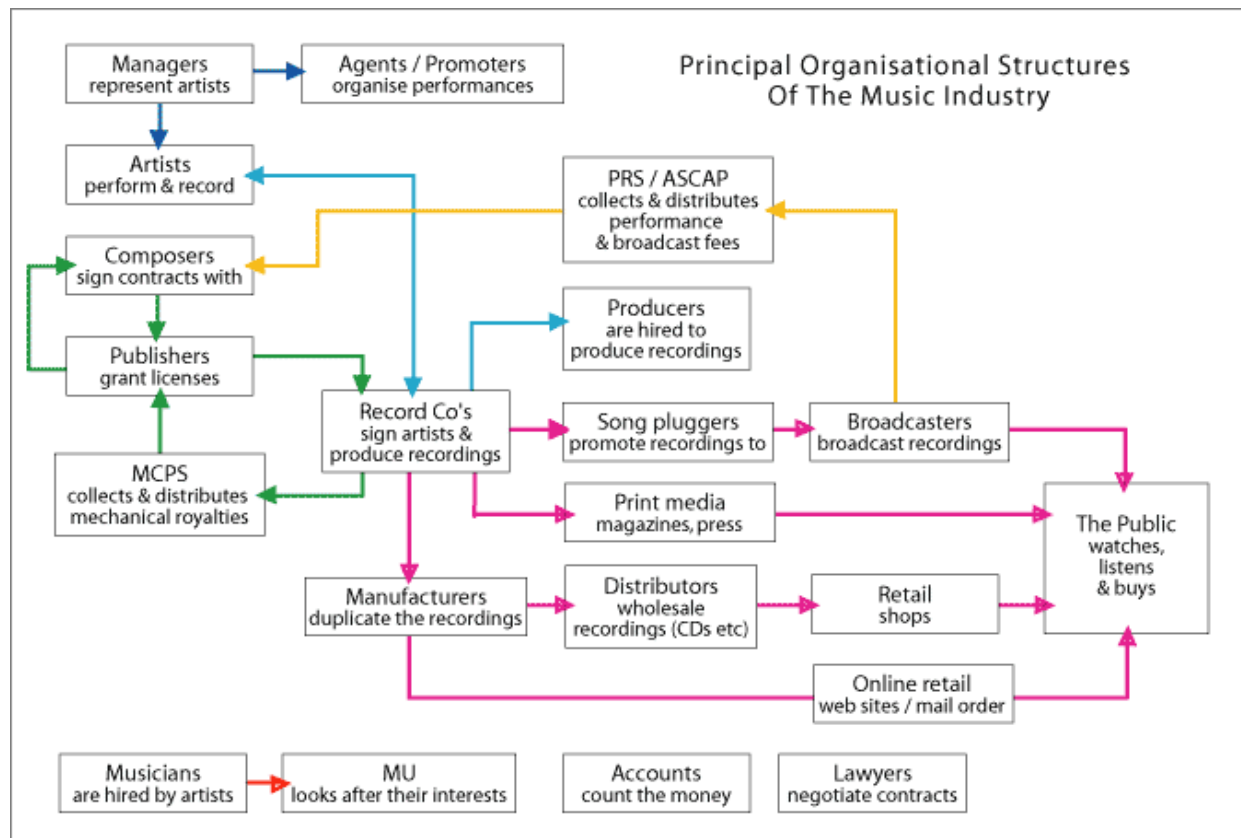 Principal Organisational Structures
Of The Music Industry
Managers
represent artists
Agents / Promoters
organise performances
Artists
perform & record
PRS / ASCAP
collects & distributes
performance
& broadcast fees
Composers
sign contracts with
Producers
are hired to
produce recordings
Publishers
grant licenses
Record Co's
sign artists &
produce recordings
Song pluggers
promote recordings to
Broadcasters
broadcast recordings
MCPS
collects & distributes
mechanical royalties
Print media
magazines, press
The Public
watches,
listens
& buys
Manufacturers
duplicate the recordings
Distributors
wholesale
recordings (CDs etc)
Retail
shops
Online retail
web sites / mail order
Musicians
are hired by artists
MU
looks after their interests
Accounts
count the money
Lawyers
negotiate contracts